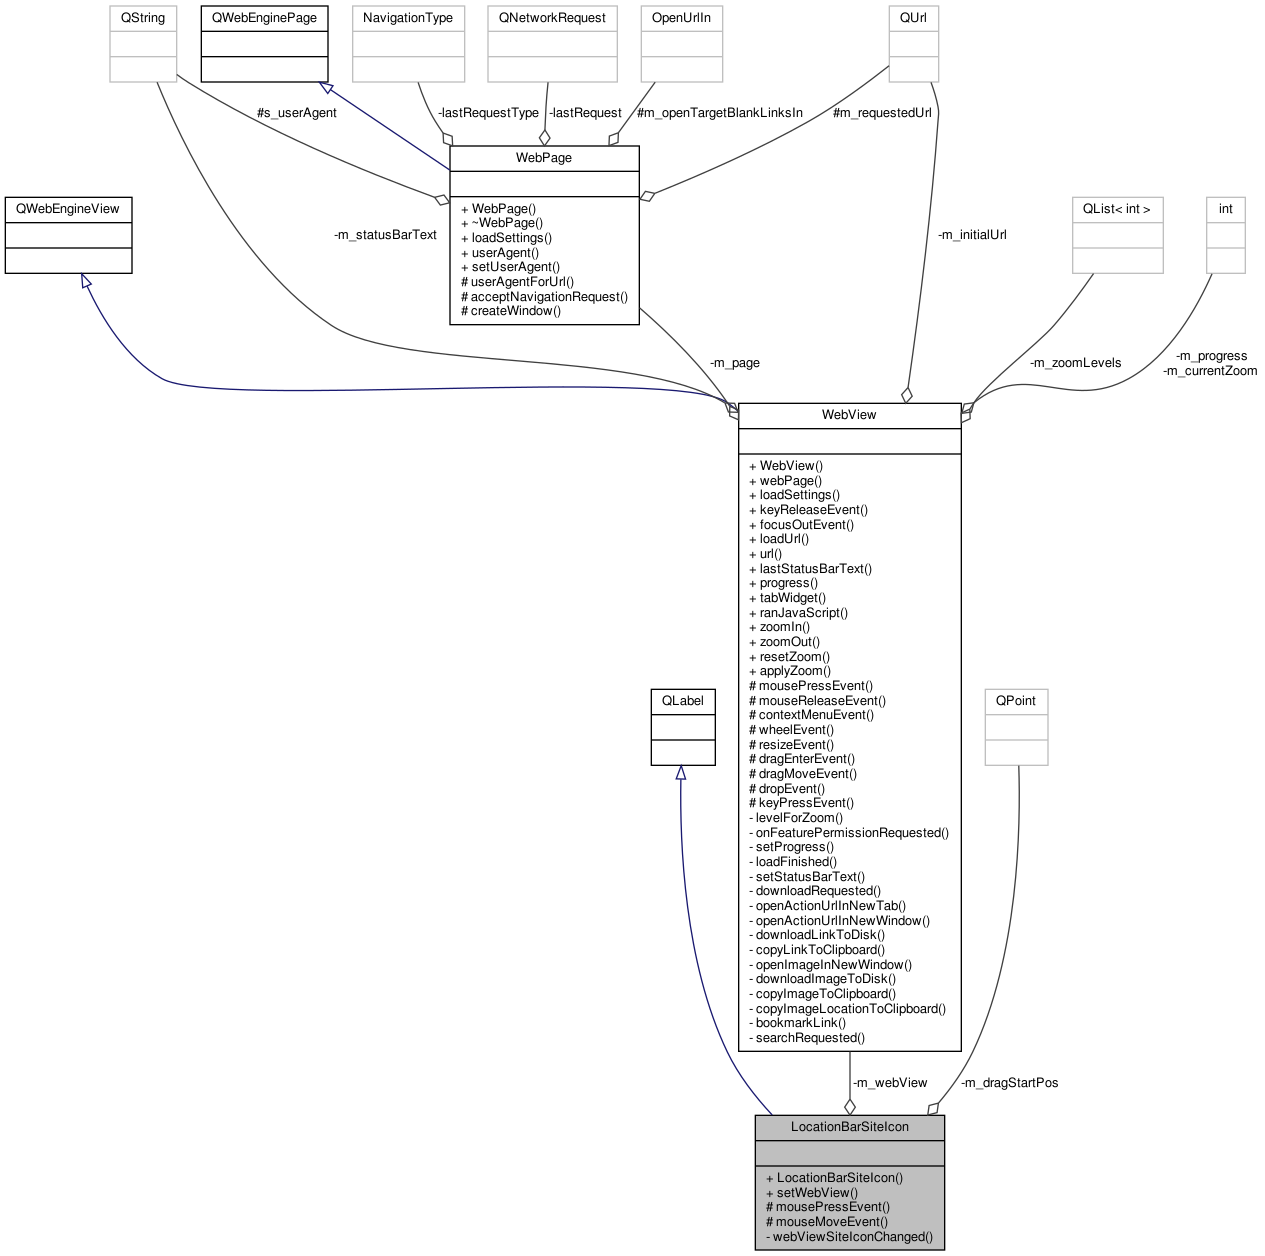 QString
QWebEnginePage
NavigationType
QNetworkRequest
OpenUrlIn
QUrl
#s_userAgent
-lastRequestType
-lastRequest
#m_openTargetBlankLinksIn
#m_requestedUrl
WebPage
+ WebPage()
+ ~WebPage()
+ loadSettings()
+ userAgent()
+ setUserAgent()
# userAgentForUrl()
# acceptNavigationRequest()
# createWindow()
QWebEngineView
QList< int >
int
-m_statusBarText
-m_initialUrl
-m_page
-m_zoomLevels
-m_progress
-m_currentZoom
WebView
+ WebView()
+ webPage()
+ loadSettings()
+ keyReleaseEvent()
+ focusOutEvent()
+ loadUrl()
+ url()
+ lastStatusBarText()
+ progress()
+ tabWidget()
+ ranJavaScript()
+ zoomIn()
+ zoomOut()
+ resetZoom()
+ applyZoom()
# mousePressEvent()
# mouseReleaseEvent()
# contextMenuEvent()
# wheelEvent()
# resizeEvent()
# dragEnterEvent()
# dragMoveEvent()
# dropEvent()
# keyPressEvent()
- levelForZoom()
- onFeaturePermissionRequested()
- setProgress()
- loadFinished()
- setStatusBarText()
- downloadRequested()
- openActionUrlInNewTab()
- openActionUrlInNewWindow()
- downloadLinkToDisk()
- copyLinkToClipboard()
- openImageInNewWindow()
- downloadImageToDisk()
- copyImageToClipboard()
- copyImageLocationToClipboard()
- bookmarkLink()
- searchRequested()
QLabel
QPoint
-m_webView
-m_dragStartPos
LocationBarSiteIcon
+ LocationBarSiteIcon()
+ setWebView()
# mousePressEvent()
# mouseMoveEvent()
- webViewSiteIconChanged()